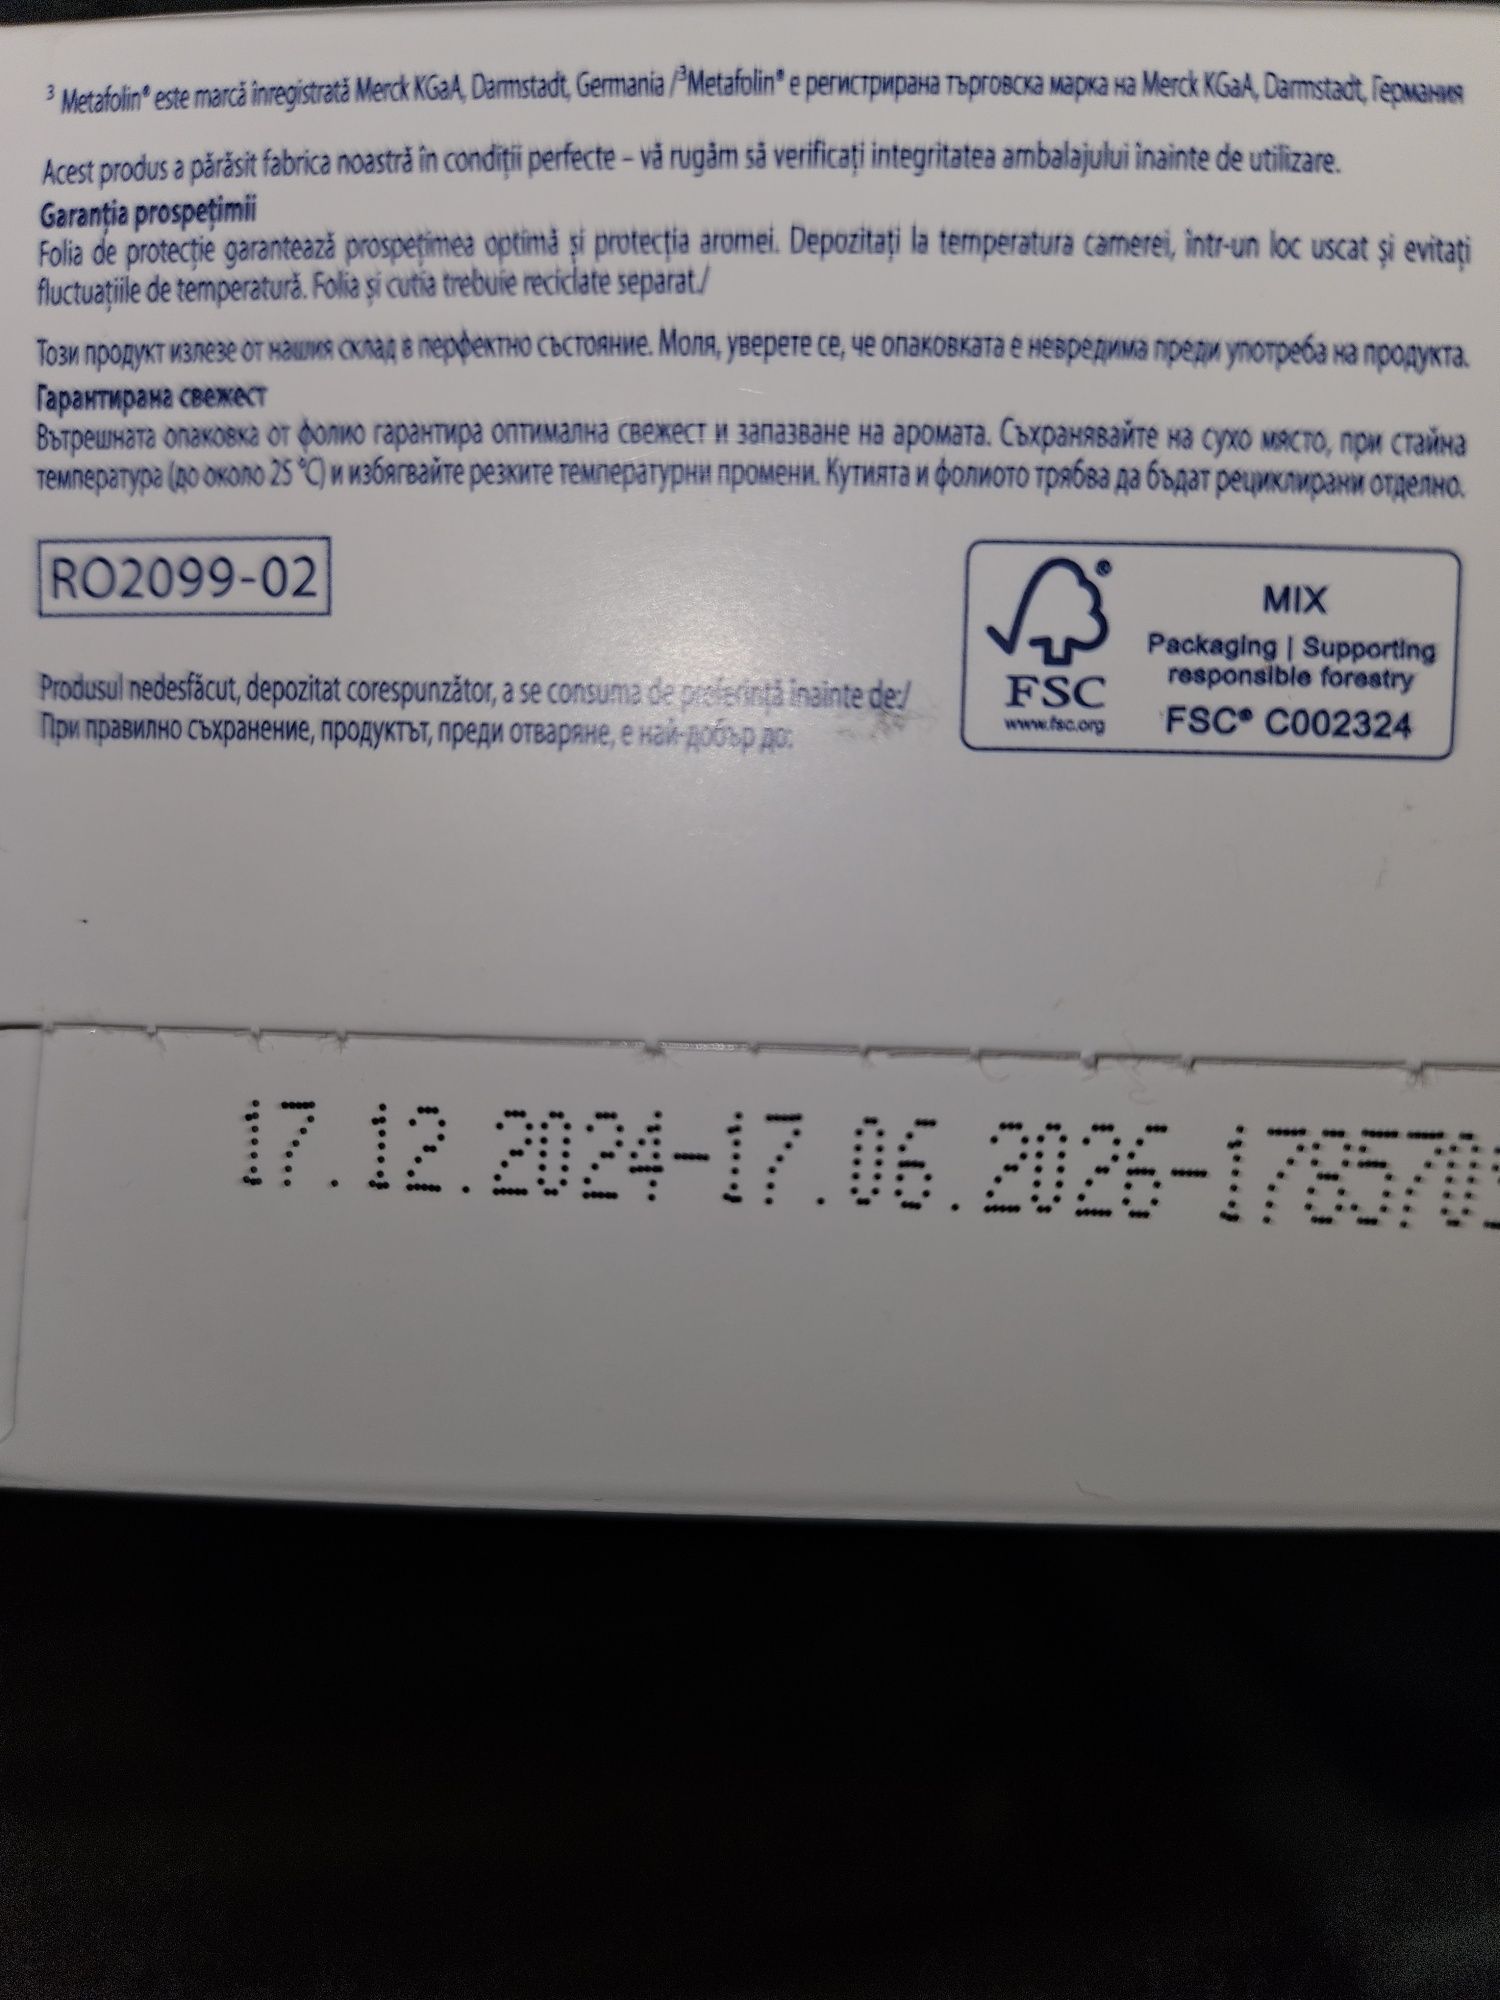 ³ Metafolin® este marcă înregistrată Merck KGaA, Darmstadt, Germania /³Metafolin® е регистрирана търговска марка на Merck KGaA, Darmstadt, Германия
Acest produs a părăsit fabrica noastră în condiții perfecte – vă rugăm să verificați integritatea ambalajului înainte de utilizare.
Garanția prospețimii
Folia de protecție garantează prospețimea optimă și protecția aromei. Depozitați la temperatura camerei, într-un loc uscat și evitați
fluctuațiile de temperatură. Folia și cutia trebuie reciclate separat./
Този продукт излезе от нашия склад в перфектно състояние. Моля, уверете се, че опаковката е невредима преди употреба на продукта.
Гарантирана свежест
Вътрешната опаковка от фолио гарантира оптимална свежест и запазване на аромата. Съхранявайте на сухо място, при стайна
температура (до около 25 °C) и избягвайте резките температурни промени. Кутията и фолиото трябва да бъдат рециклирани отделно.
RO2099-02
MIX
Packaging | Supporting
responsible forestry
FSC® C002324
FSC
www.fsc.org
Produsul nedesfăcut, depozitat corespunzător, a se consuma de preferință înainte de:/
При правилно съхранение, продуктът, преди отваряне, е най-добър до:
17.12.2024-17.06.2026-